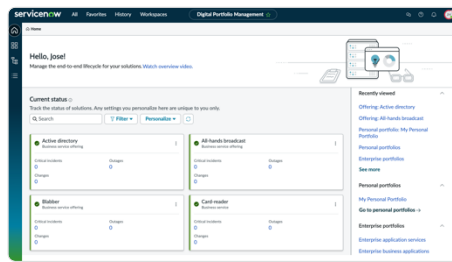 servicenow
All Favorites History Workspaces
Digital Portfolio Management
Home
Hello, Jose!
Manage the end-to-end lifecycle for your solutions. Watch overview video.
Current status
Track the status of solutions. Any settings you personalize here are unique to you only.
Search
Filter
Personalize
Active directory
Business service offering
Critical incidents
0
Outages
0
Changes
0
All-hands broadcast
Business service offering
Critical incidents
0
Outages
0
Changes
0
Blabber
Business service offering
Critical incidents
0
Outages
0
Changes
0
Card-reader
Business service
Critical incidents
0
Outages
0
Changes
0
Recently viewed
Offering: Active directory
Offering: All-hands broadcast
Personal portfolio: My Personal
Portfolio
Personal portfolios
Enterprise portfolio
See more
Personal portfolios
My Personal Portfolio
Go to personal portfolios →
Enterprise portfolios
Enterprise application services
Enterprise business applications